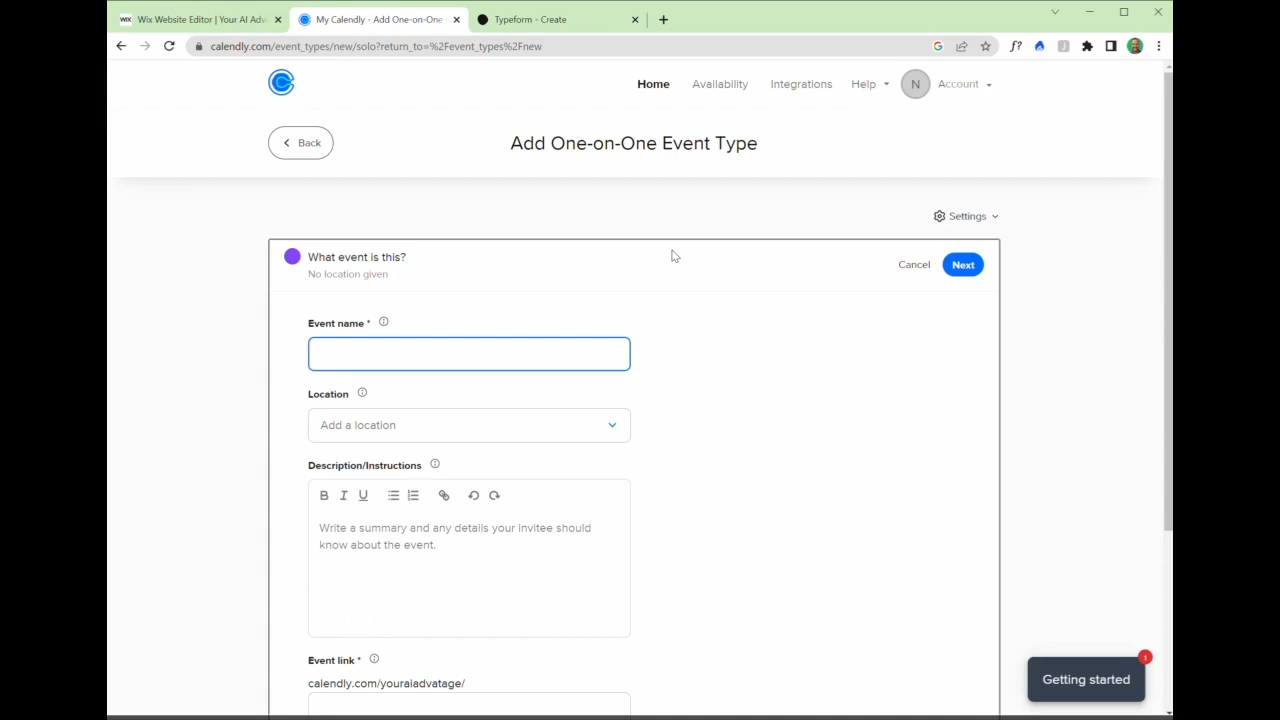 WIX Wix Website Editor | Your AI Adv
My Calendly - Add One-on-One
Typeform - Create
calendly.com/event_types/new/solo?return_to=%2Fevent_types%2Fnew
Home
Availability
Integrations
Help
N
Account
Back
Add One-on-One Event Type
Settings
What event is this?
No location given
Cancel
Next
Event name *
Location
Add a location
Description/Instructions
B I U
Write a summary and any details your invitee should
know about the event.
Event link *
calendly.com/youraiadvatage/
1
Getting started